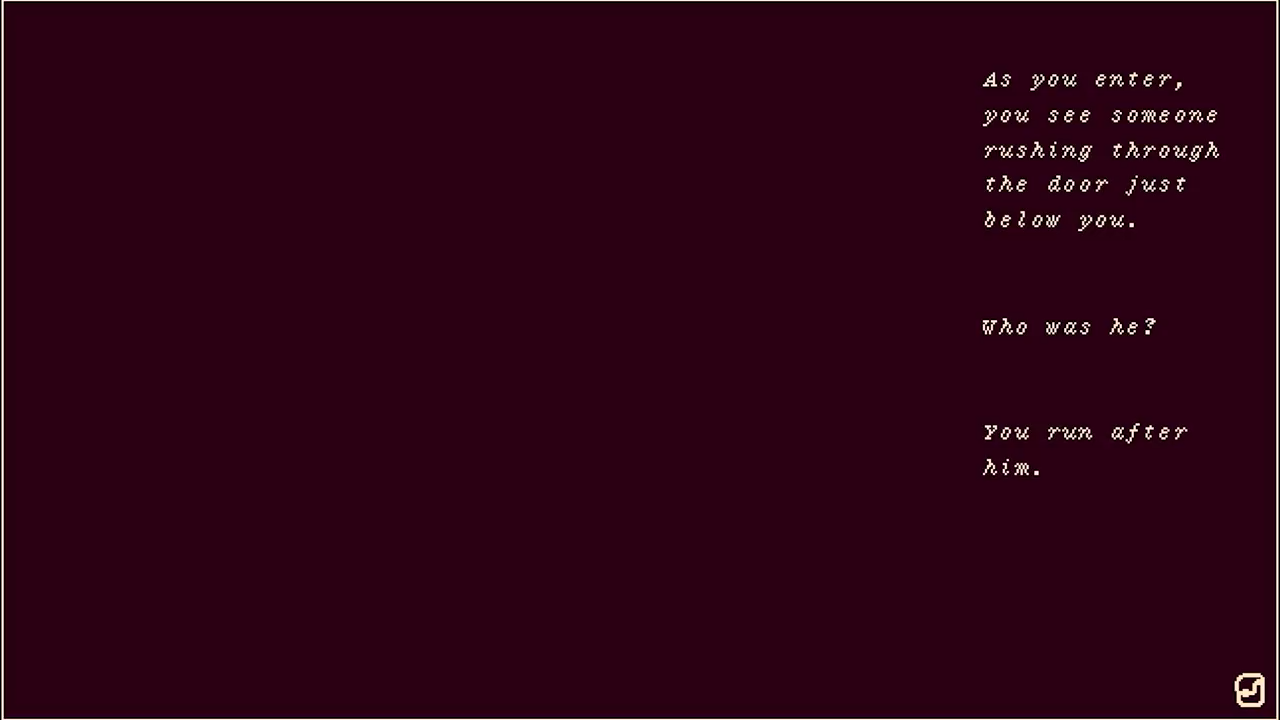 As you enter,
you see someone
rushing through
the door just
below you.
Who was he?
You run after
him.